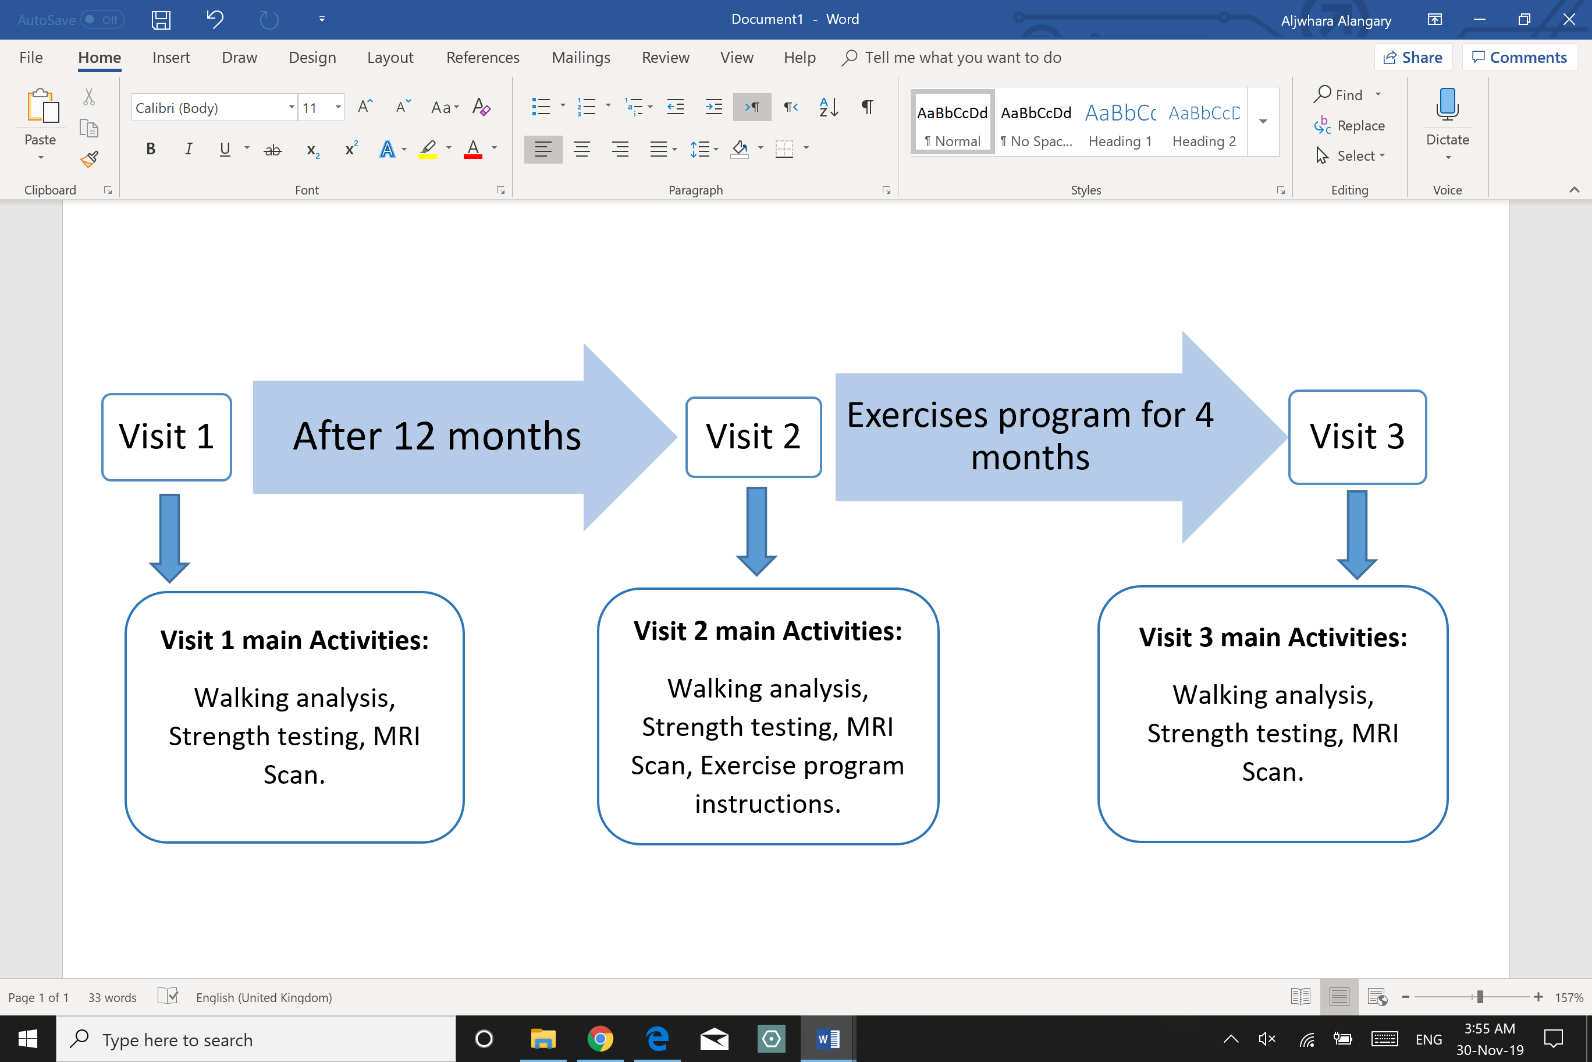 AutoSave Off
Document1 - Word
Aljwhara Alangary
File Home Insert Draw Design Layout References Mailings Review View Help Tell me what you want to do
Share Comments
Paste
Clipboard
Calibri (Body) 11
Aa
B I U ab x₂ x² A A
Font
Paragraph
AaBbCcDd AaBbCcDd AaBbCc AaBbCcD
¶ Normal ¶ No Spac... Heading 1 Heading 2
Styles
Find
Replace
Select
Editing
Dictate
Voice
Visit 1
After 12 months
Visit 2
Exercises program for 4
months
Visit 3
Visit 1 main Activities:
Walking analysis,
Strength testing, MRI
Scan.
Visit 2 main Activities:
Walking analysis,
Strength testing, MRI
Scan, Exercise program
instructions.
Visit 3 main Activities:
Walking analysis,
Strength testing, MRI
Scan.
Page 1 of 1 33 words English (United Kingdom)
157%
Type here to search
ENG
3:55 AM
30-Nov-19